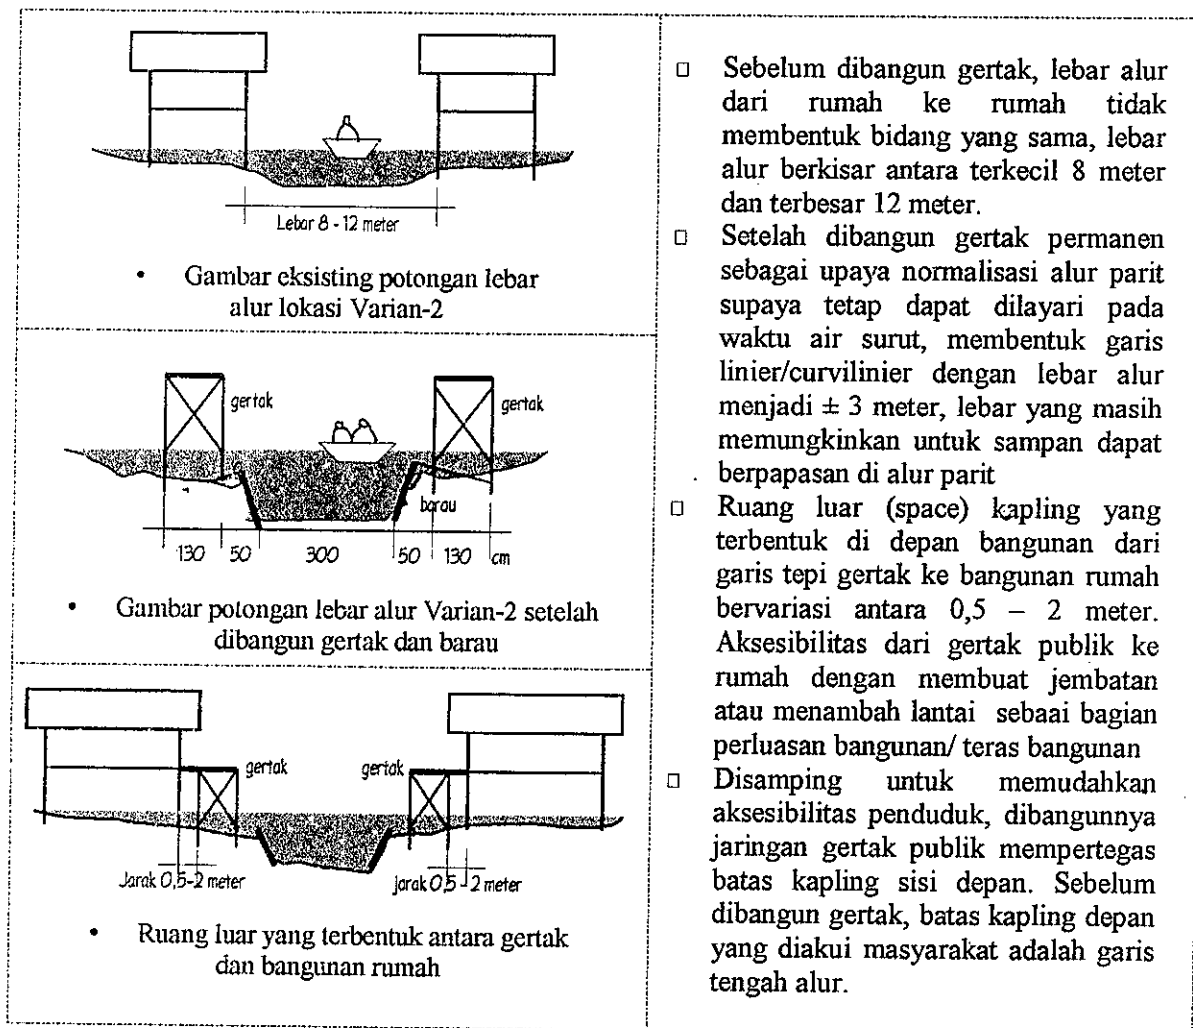 Lebar 8 - 12 meter
• Gambar eksisting potongan lebar
alur lokasi Varian-2
gertak
gertak
barau
130 50 300 50 130 cm
• Gambar potongan lebar alur Varian-2 setelah
dibangun gertak dan barau
gertak
gertak
Jarak 0,5-2 meter
jarak 0,5 - 2 meter
• Ruang luar yang terbentuk antara gertak
dan bangunan rumah
□ Sebelum dibangun gertak, lebar alur
dari rumah ke rumah tidak
membentuk bidang yang sama, lebar
alur berkisar antara terkecil 8 meter
dan terbesar 12 meter.
□ Setelah dibangun gertak permanen
sebagai upaya normalisasi alur parit
supaya tetap dapat dilayari pada
waktu air surut, membentuk garis
linier/curvilinier dengan lebar alur
menjadi ± 3 meter, lebar yang masih
memungkinkan untuk sampan dapat
berpapasan di alur parit
□ Ruang luar (space) kapling yang
terbentuk di depan bangunan dari
garis tepi gertak ke bangunan rumah
bervariasi antara 0,5 – 2 meter.
Aksesibilitas dari gertak publik ke
rumah dengan membuat jembatan
atau menambah lantai sebaai bagian
perluasan bangunan/ teras bangunan
□ Disamping untuk memudahkan
aksesibilitas penduduk, dibangunnya
jaringan gertak publik mempertegas
batas kapling sisi depan. Sebelum
dibangun gertak, batas kapling depan
yang diakui masyarakat adalah garis
tengah alur.